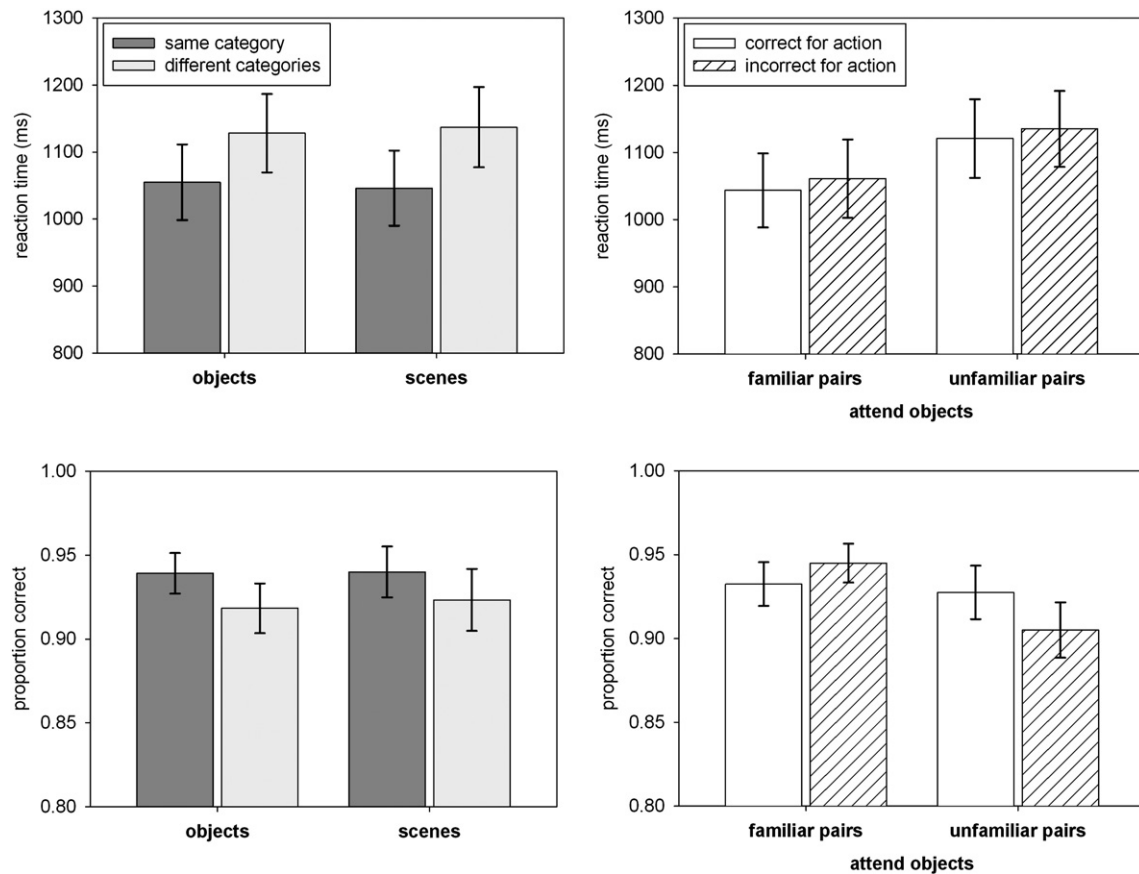 1300
1200
1100
1000
900
800
reaction time (ms)
same category
different categories
objects scenes
1300
1200
1100
1000
900
800
reaction time (ms)
correct for action
incorrect for action
familiar pairs unfamiliar pairs
attend objects
1.00
0.95
0.90
0.85
0.80
proportion correct
objects scenes
1.00
0.95
0.90
0.85
0.80
proportion correct
familiar pairs unfamiliar pairs
attend objects